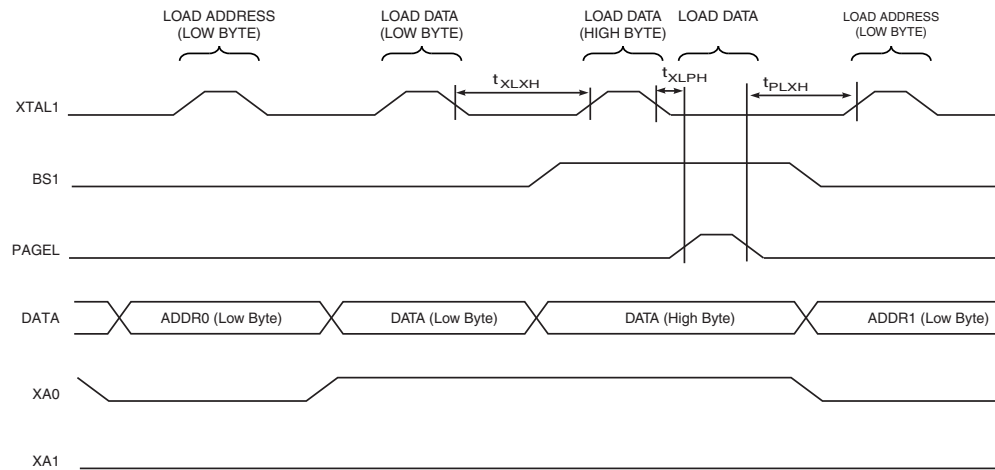 LOAD ADDRESS
(LOW BYTE)
LOAD DATA
(LOW BYTE)
LOAD DATA
(HIGH BYTE)
LOAD DATA
LOAD ADDRESS
(LOW BYTE)
tXLXH
tXLPH
tPLXH
XTAL1
BS1
PAGEL
DATA
ADDR0 (Low Byte)
DATA (Low Byte)
DATA (High Byte)
ADDR1 (Low Byte)
XA0
XA1